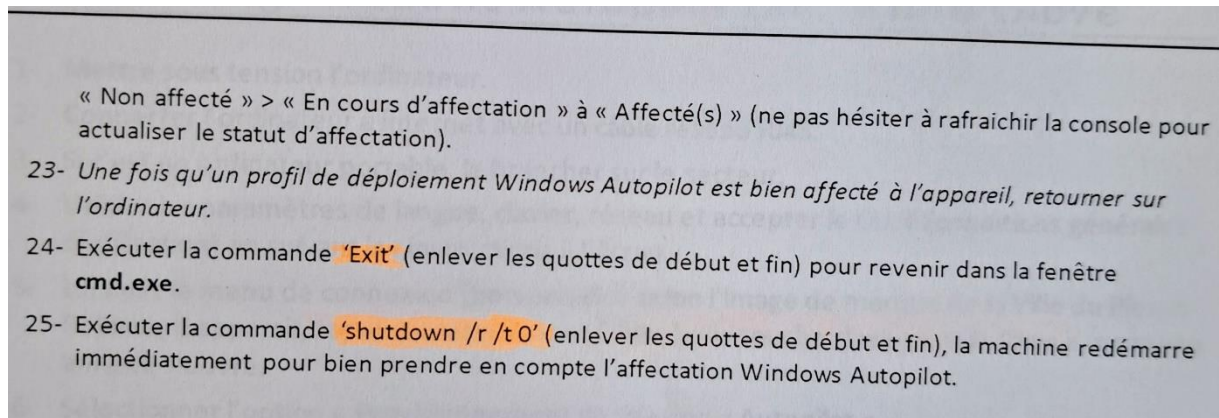 « Non affecté » > « En cours d'affectation » à « Affecté(s) » (ne pas hésiter à rafraichir la console pour
actualiser le statut d'affectation).
23- Une fois qu'un profil de déploiement Windows Autopilot est bien affecté à l'appareil, retourner sur
l'ordinateur.
24- Exécuter la commande 'Exit' (enlever les quottes de début et fin) pour revenir dans la fenêtre
cmd.exe.
25- Exécuter la commande 'shutdown /r /t 0' (enlever les quottes de début et fin), la machine redémarre
immédiatement pour bien prendre en compte l'affectation Windows Autopilot.